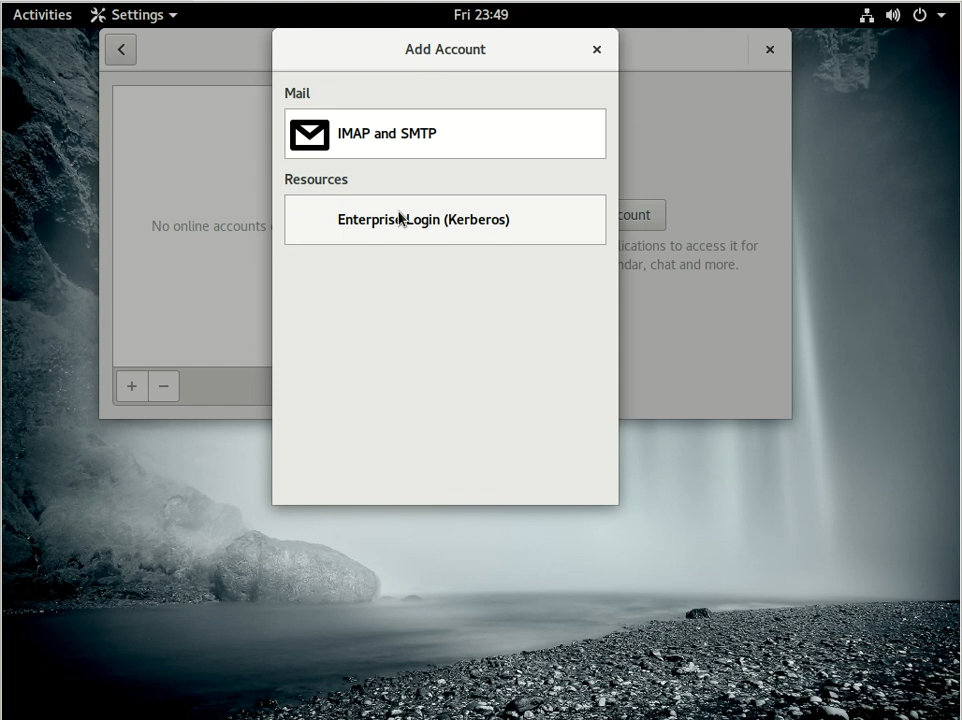 Activities Settings Fri 23:49
Add Account
Mail
IMAP and SMTP
Resources
Enterprise Login (Kerberos)
No online accounts
count
lications to access it for
ndar, chat and more.